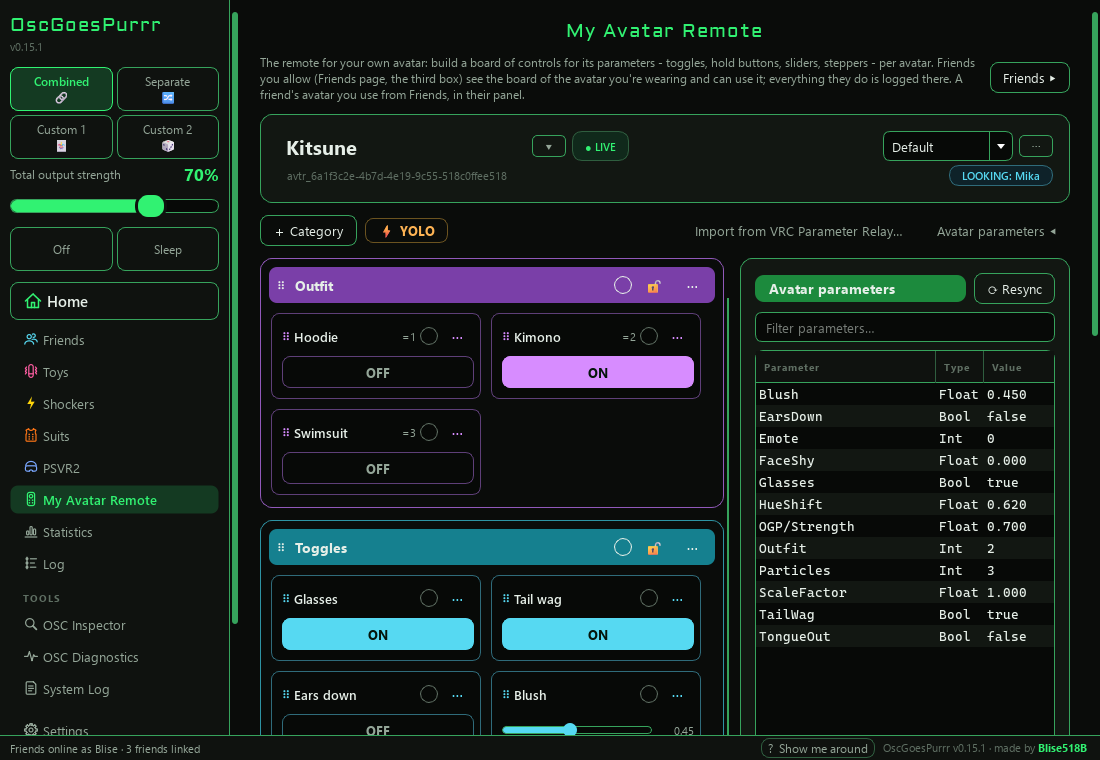 OscGoesPurrr
v0.15.1
Combined
Separate
Custom 1
Custom 2
Total output strength 70%
Off
Sleep
Home
Friends
Toys
Shockers
Suits
PSVR2
My Avatar Remote
Statistics
Log
TOOLS
OSC Inspector
OSC Diagnostics
System Log
Settings
My Avatar Remote
The remote for your own avatar: build a board of controls for its parameters - toggles, hold buttons, sliders, steppers - per avatar. Friends
you allow (Friends page, the third box) see the board of the avatar you're wearing and can use it; everything they do is logged there. A
friend's avatar you use from Friends, in their panel.
Friends ▸
Kitsune
▾
● LIVE
Default
...
avtr_6a1f3c2e-4b7d-4e19-9c55-518c0ffee518
LOOKING: Mika
+ Category
YOLO
Import from VRC Parameter Relay...
Avatar parameters ◂
Outfit
...
Hoodie =1 ...
OFF
Kimono =2 ...
ON
Swimsuit =3 ...
OFF
Toggles
...
Glasses ...
ON
Tail wag ...
ON
Ears down ...
OFF
Blush ...
0.45
Avatar parameters
⟳ Resync
Filter parameters...
Parameter Type Value
Blush Float 0.450
EarsDown Bool false
Emote Int 0
FaceShy Float 0.000
Glasses Bool true
HueShift Float 0.620
OGP/Strength Float 0.700
Outfit Int 2
Particles Int 3
ScaleFactor Float 1.000
TailWag Bool true
TongueOut Bool false
Friends online as Blise · 3 friends linked
? Show me around
OscGoesPurrr v0.15.1 · made by Blise518B